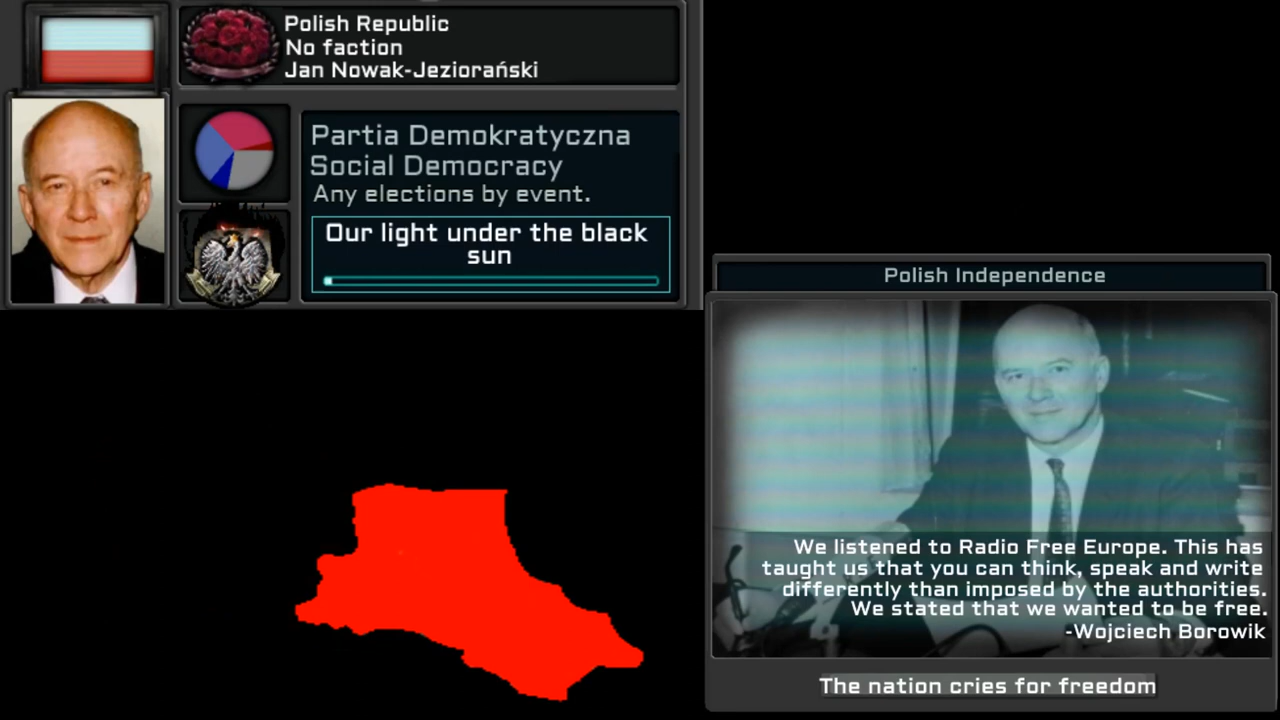 Polish Republic
No faction
Jan Nowak-Jeziorański
Partia Demokratyczna
Social Democracy
Any elections by event.
Our light under the black
sun
Polish Independence
We listened to Radio Free Europe. This has
taught us that you can think, speak and write
differently than imposed by the authorities.
We stated that we wanted to be free.
-Wojciech Borowik
The nation cries for freedom